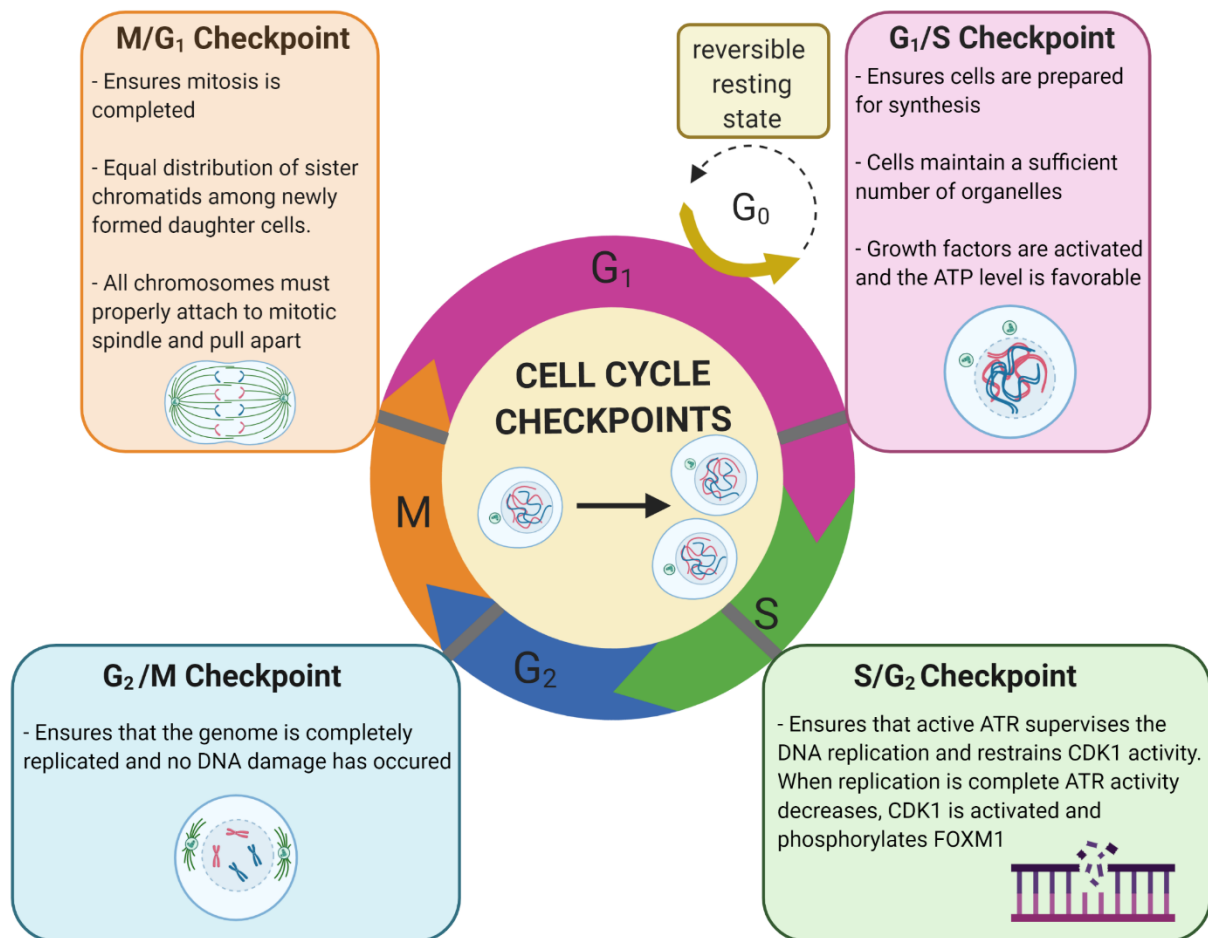 M/G₁ Checkpoint
- Ensures mitosis is
completed
- Equal distribution of sister
chromatids among newly
formed daughter cells.
- All chromosomes must
properly attach to mitotic
spindle and pull apart
reversible
resting
state
G₀
G₁/S Checkpoint
- Ensures cells are prepared
for synthesis
- Cells maintain a sufficient
number of organelles
- Growth factors are activated
and the ATP level is favorable
G₁
CELL CYCLE
CHECKPOINTS
M
S
G₂
G₂/M Checkpoint
- Ensures that the genome is completely
replicated and no DNA damage has occured
S/G₂ Checkpoint
- Ensures that active ATR supervises the
DNA replication and restrains CDK1 activity.
When replication is complete ATR activity
decreases, CDK1 is activated and
phosphorylates FOXM1